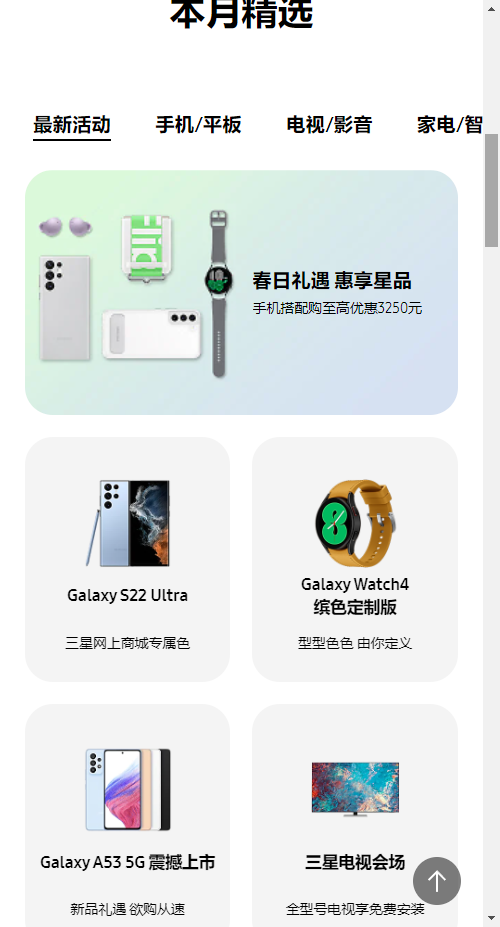 本月精选
最新活动
手机/平板
电视/影音
家电/智
春日礼遇 惠享星品
手机搭配购至高优惠3250元
Galaxy S22 Ultra
三星网上商城专属色
Galaxy Watch4
缤色定制版
型型色色 由你定义
Galaxy A53 5G 震撼上市
新品礼遇 欲购从速
三星电视会场
全型号电视享免费安装